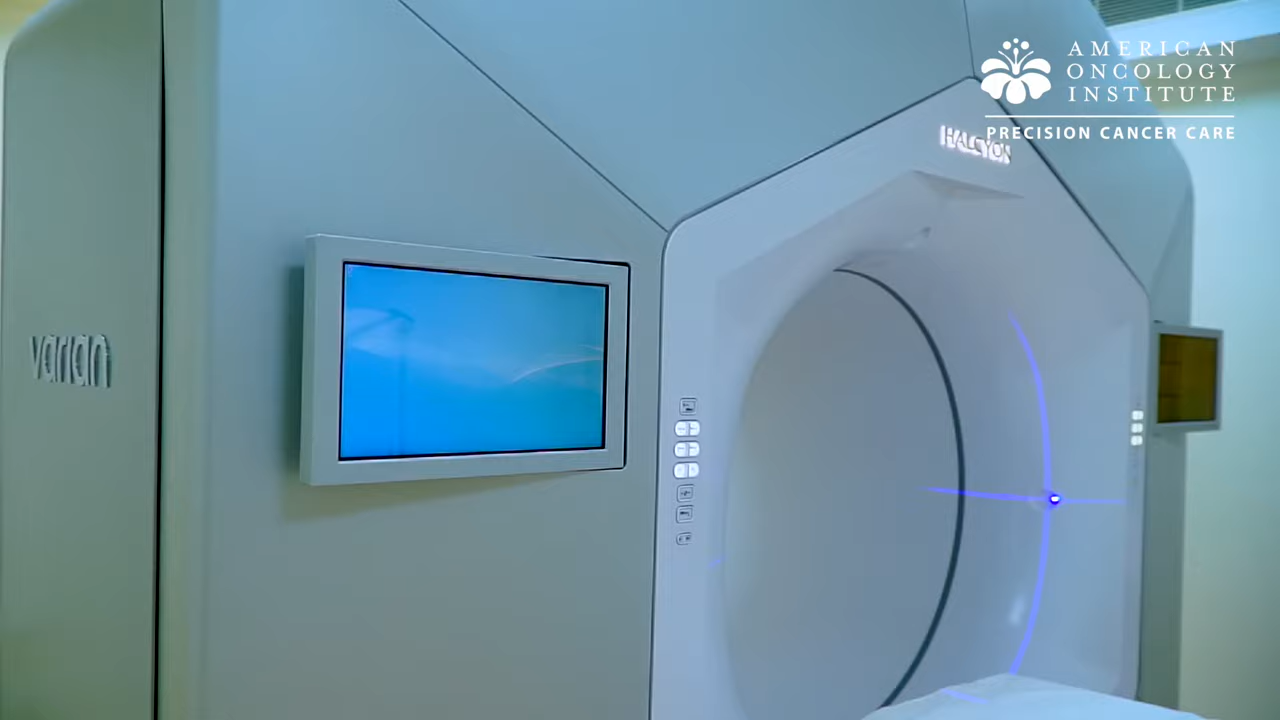 AMERICAN
ONCOLOGY
INSTITUTE
PRECISION CANCER CARE
HALCYON
varian